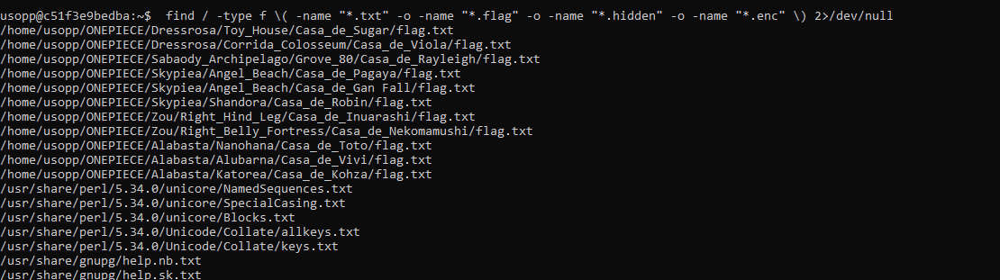 usopp@c51f3e9bedba:~$  find / -type f \( -name "*.txt" -o -name "*.flag" -o -name "*.hidden" -o -name "*.enc" \) 2>/dev/null
/home/usopp/ONEPIECE/Dressrosa/Toy_House/Casa_de_Sugar/flag.txt
/home/usopp/ONEPIECE/Dressrosa/Corrida_Colosseum/Casa_de_Viola/flag.txt
/home/usopp/ONEPIECE/Sabaody_Archipelago/Grove_80/Casa_de_Rayleigh/flag.txt
/home/usopp/ONEPIECE/Skypiea/Angel_Beach/Casa_de_Pagaya/flag.txt
/home/usopp/ONEPIECE/Skypiea/Angel_Beach/Casa_de_Gan Fall/flag.txt
/home/usopp/ONEPIECE/Skypiea/Shandora/Casa_de_Robin/flag.txt
/home/usopp/ONEPIECE/Zou/Right_Hind_Leg/Casa_de_Inuarashi/flag.txt
/home/usopp/ONEPIECE/Zou/Right_Belly_Fortress/Casa_de_Nekomamushi/flag.txt
/home/usopp/ONEPIECE/Alabasta/Nanohana/Casa_de_Toto/flag.txt
/home/usopp/ONEPIECE/Alabasta/Alubarna/Casa_de_Vivi/flag.txt
/home/usopp/ONEPIECE/Alabasta/Katorea/Casa_de_Kohza/flag.txt
/usr/share/perl/5.34.0/unicore/NamedSequences.txt
/usr/share/perl/5.34.0/unicore/SpecialCasing.txt
/usr/share/perl/5.34.0/unicore/Blocks.txt
/usr/share/perl/5.34.0/Unicode/Collate/allkeys.txt
/usr/share/perl/5.34.0/Unicode/Collate/keys.txt
/usr/share/gnupg/help.nb.txt
/usr/share/gnupg/help.sk.txt